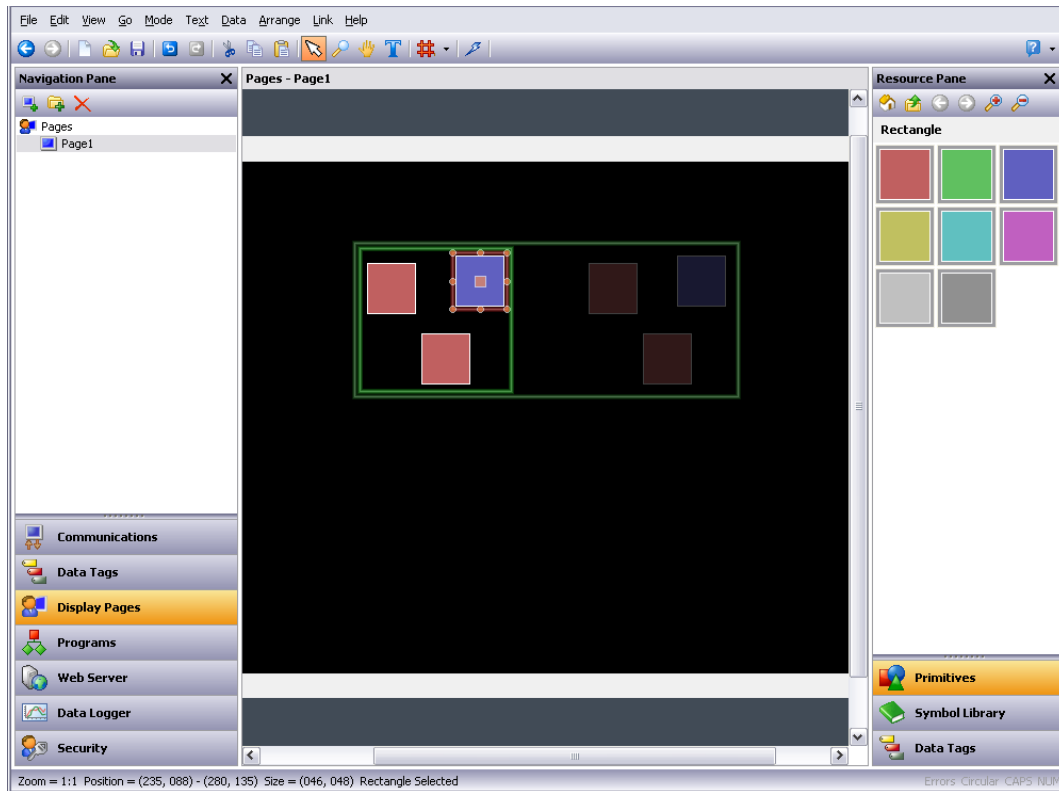 File Edit View Go Mode Text Data Arrange Link Help
Navigation Pane
Pages - Page1
Resource Pane
Pages
Page1
Rectangle
Communications
Data Tags
Display Pages
Programs
Web Server
Data Logger
Security
Primitives
Symbol Library
Data Tags
Zoom = 1:1 Position = (235, 088) - (280, 135) Size = (046, 048) Rectangle Selected
Errors Circular CAPS NUM